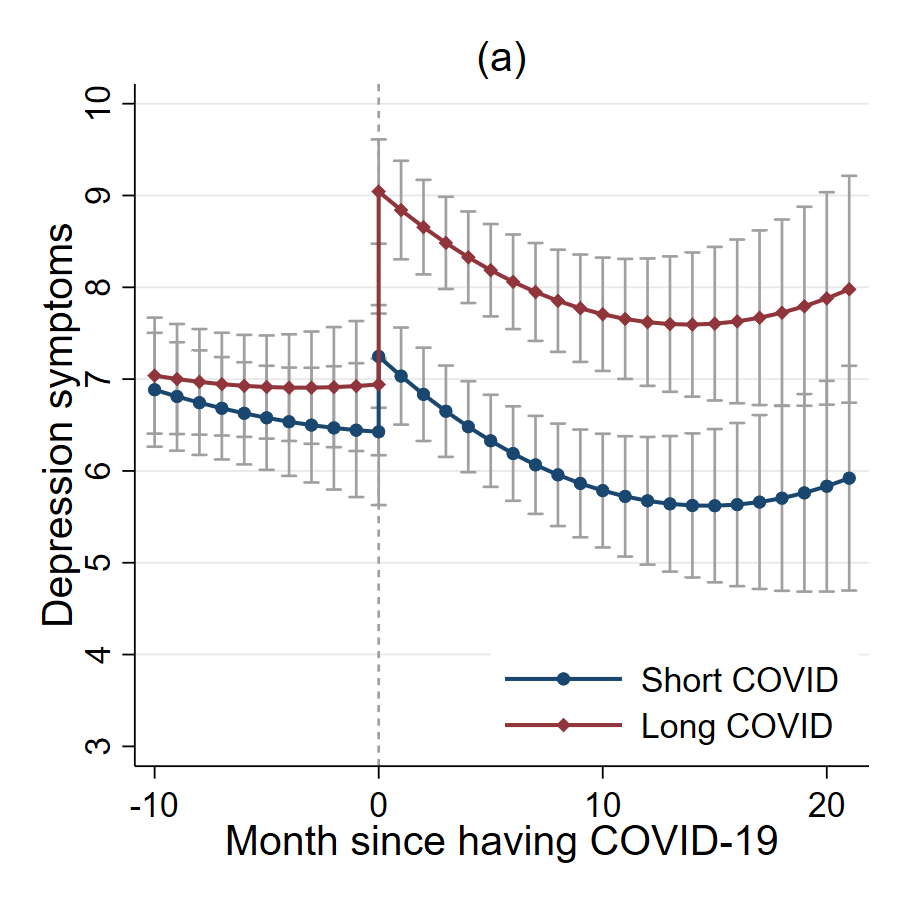 (a)
Depression symptoms
10
9
8
7
6
5
4
3
Short COVID
Long COVID
-10 0 10 20
Month since having COVID-19